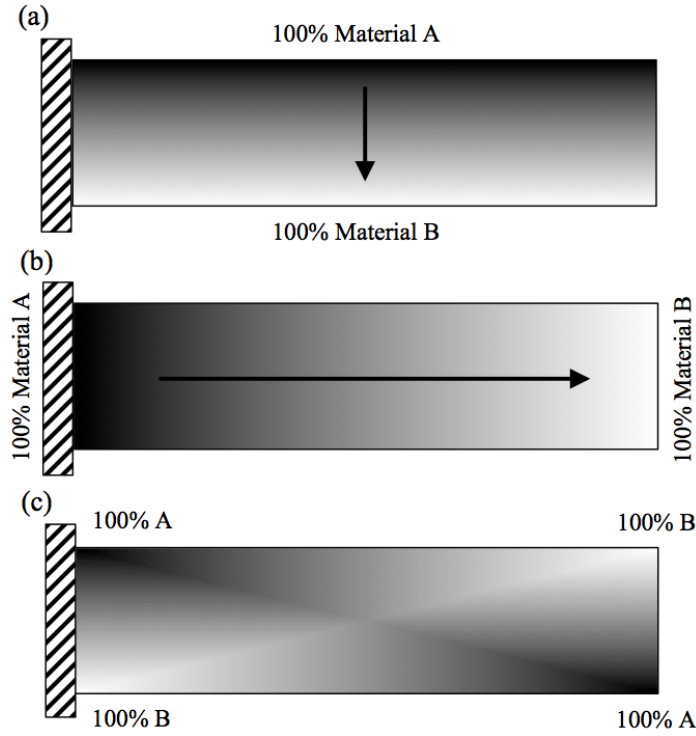 (a)
100% Material A
100% Material B
(b)
100% Material A
100% Material B
(c)
100% A
100% B
100% B
100% A